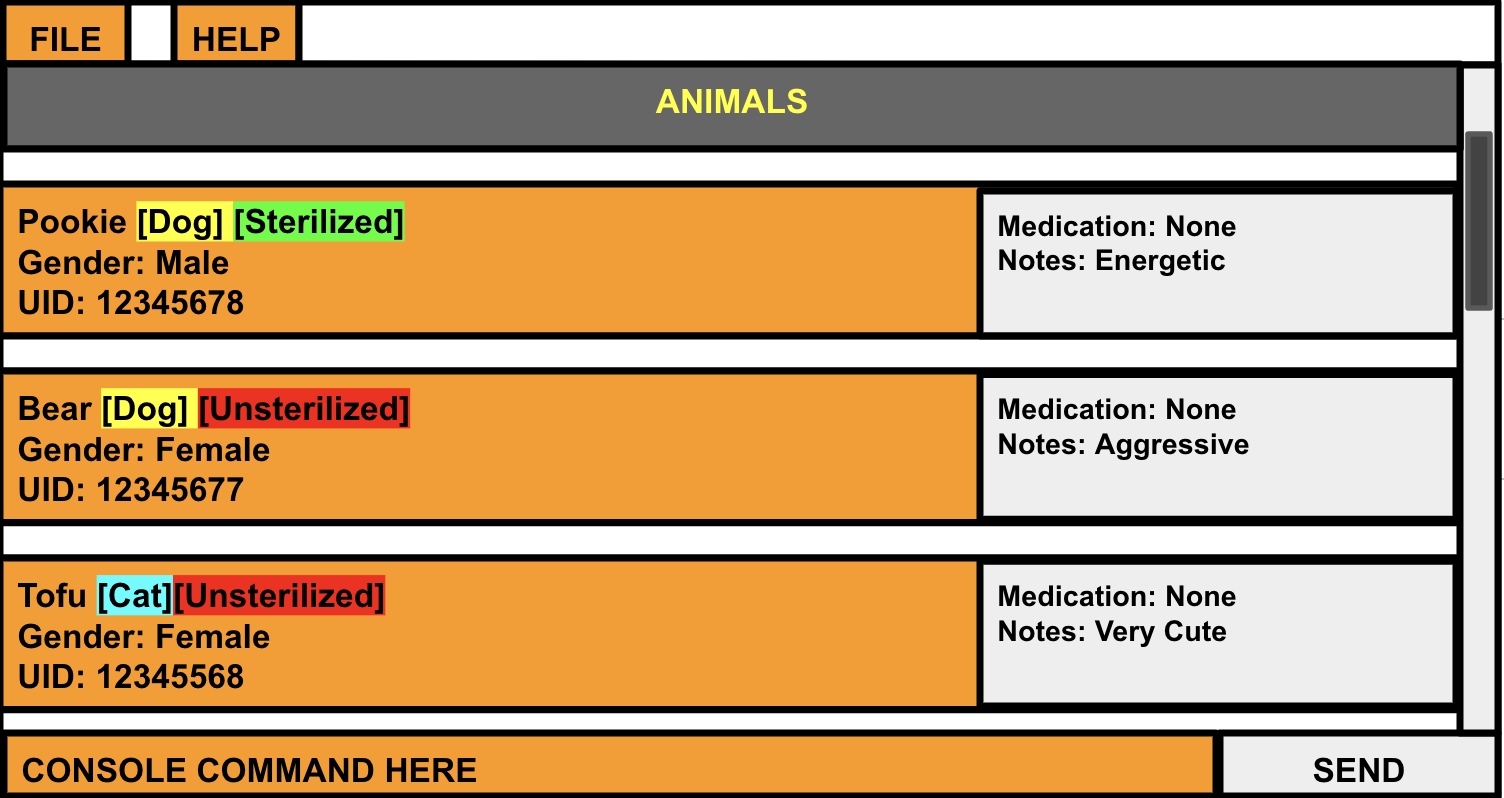 FILE HELP
ANIMALS
Pookie [Dog] [Sterilized]
Gender: Male
UID: 12345678
Medication: None
Notes: Energetic
Bear [Dog] [Unsterilized]
Gender: Female
UID: 12345677
Medication: None
Notes: Aggressive
Tofu [Cat][Unsterilized]
Gender: Female
UID: 12345568
Medication: None
Notes: Very Cute
CONSOLE COMMAND HERE SEND